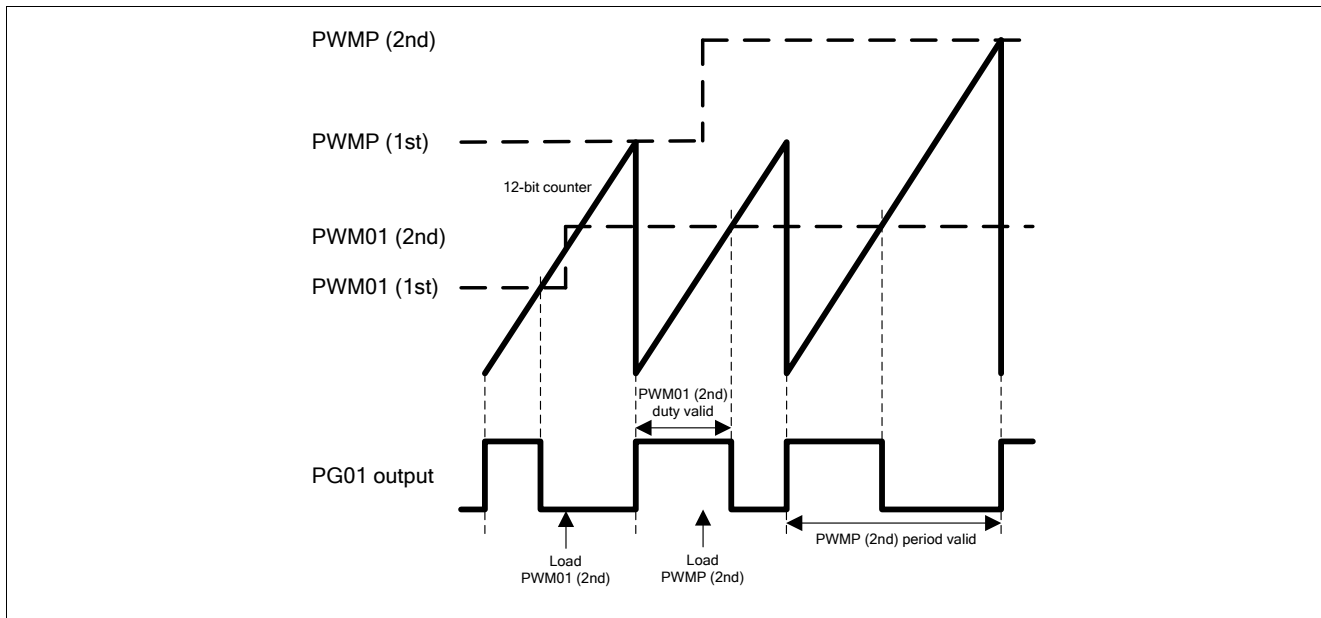 PWMP (2nd)
PWMP (1st)
12-bit counter
PWM01 (2nd)
PWM01 (1st)
PWM01 (2nd)
duty valid
PG01 output
PWMP (2nd) period valid
Load
PWM01 (2nd)
Load
PWMP (2nd)